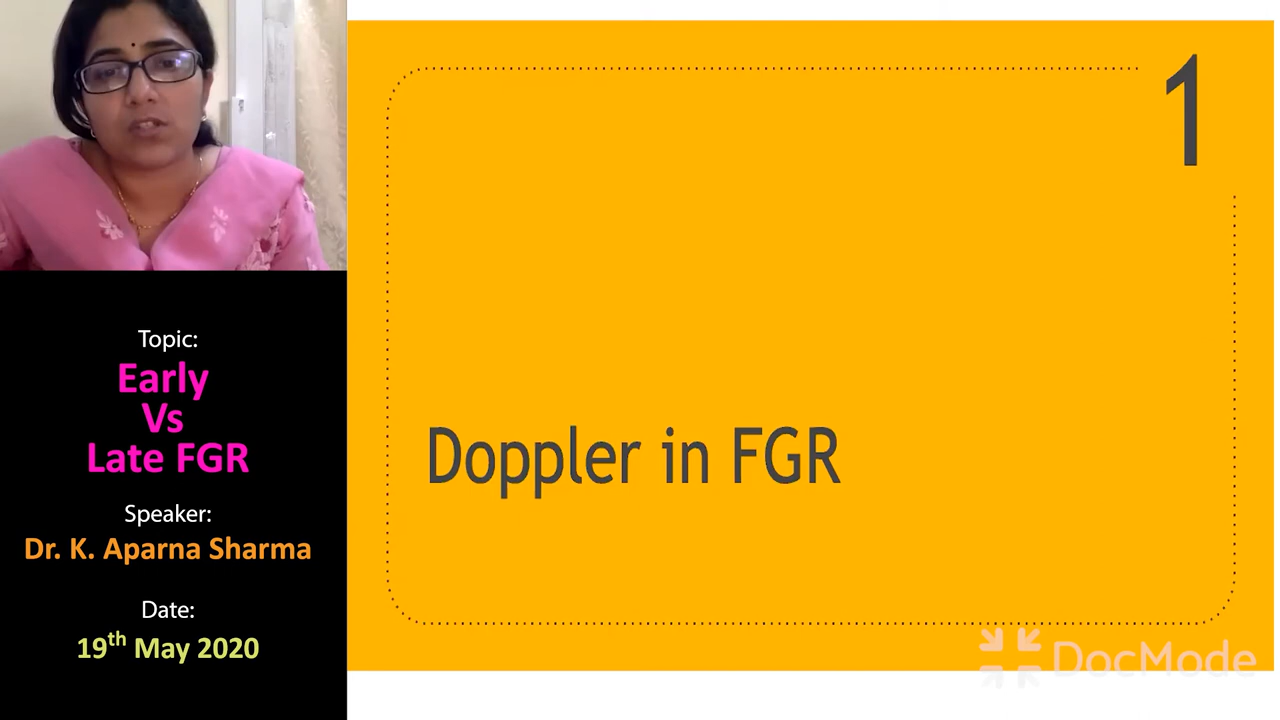 Topic:
Early
Vs
Late FGR
Speaker:
Dr. K. Aparna Sharma
Date:
19th May 2020
1
Doppler in FGR
DocMode